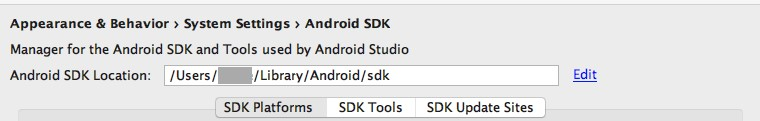 Appearance & Behavior › System Settings › Android SDK
Manager for the Android SDK and Tools used by Android Studio
Android SDK Location: /Users/ /Library/Android/sdk Edit
SDK Platforms SDK Tools SDK Update Sites